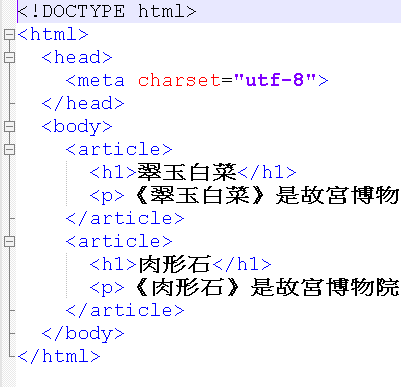 <!DOCTYPE html>
<html>
<head>
<meta charset="utf-8">
</head>
<body>
<article>
<h1>翠玉白菜</h1>
<p>《翠玉白菜》是故宮博物
</article>
<article>
<h1>肉形石</h1>
<p>《肉形石》是故宮博物院
</article>
</body>
</html>